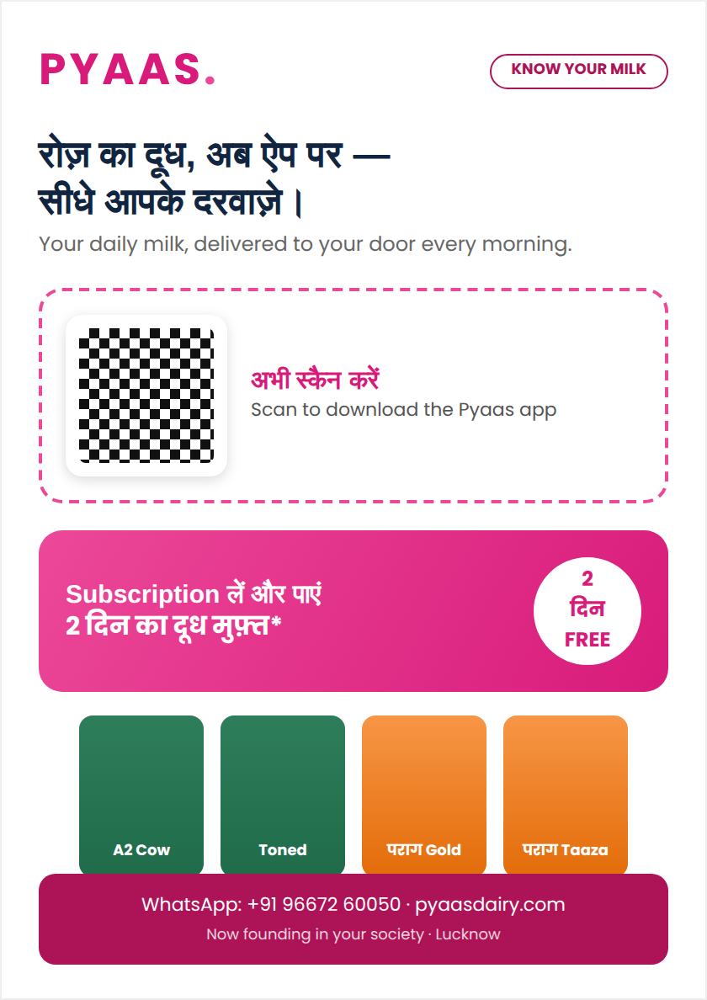 PYAAS.
KNOW YOUR MILK
रोज़ का दूध, अब ऐप पर —
सीधे आपके दरवाज़े।
Your daily milk, delivered to your door every morning.
अभी स्कैन करें
Scan to download the Pyaas app
Subscription लें और पाएं
2 दिन का दूध मुफ़्त*
2
दिन
FREE
A2 Cow
Toned
पराग Gold
पराग Taaza
WhatsApp: +91 96672 60050 · pyaasdairy.com
Now founding in your society · Lucknow